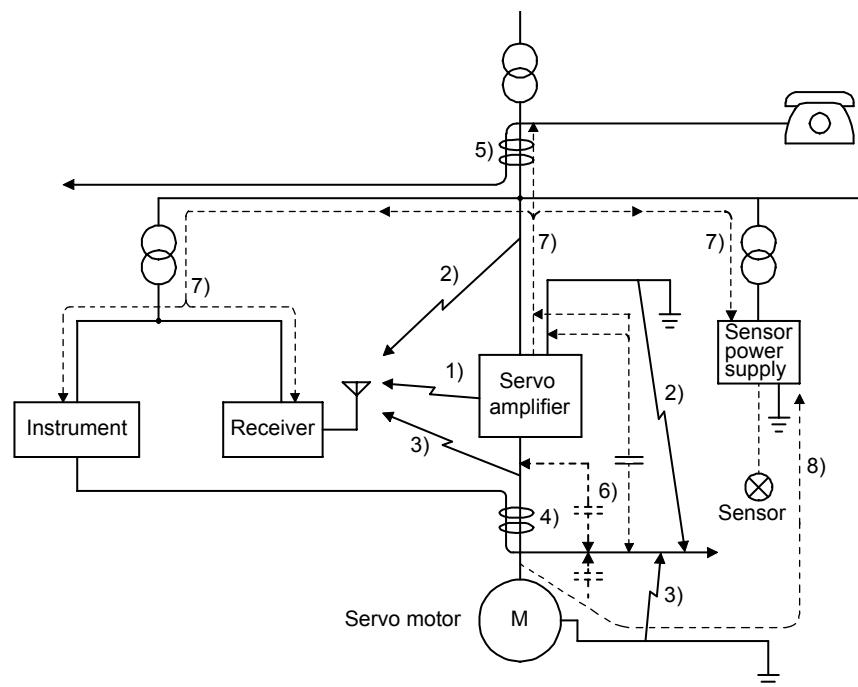 5)
7)
7)
7)
2)
Sensor
power
supply
1)
Servo
amplifier
2)
Instrument
Receiver
3)
6)
8)
4)
Sensor
3)
Servo motor
M